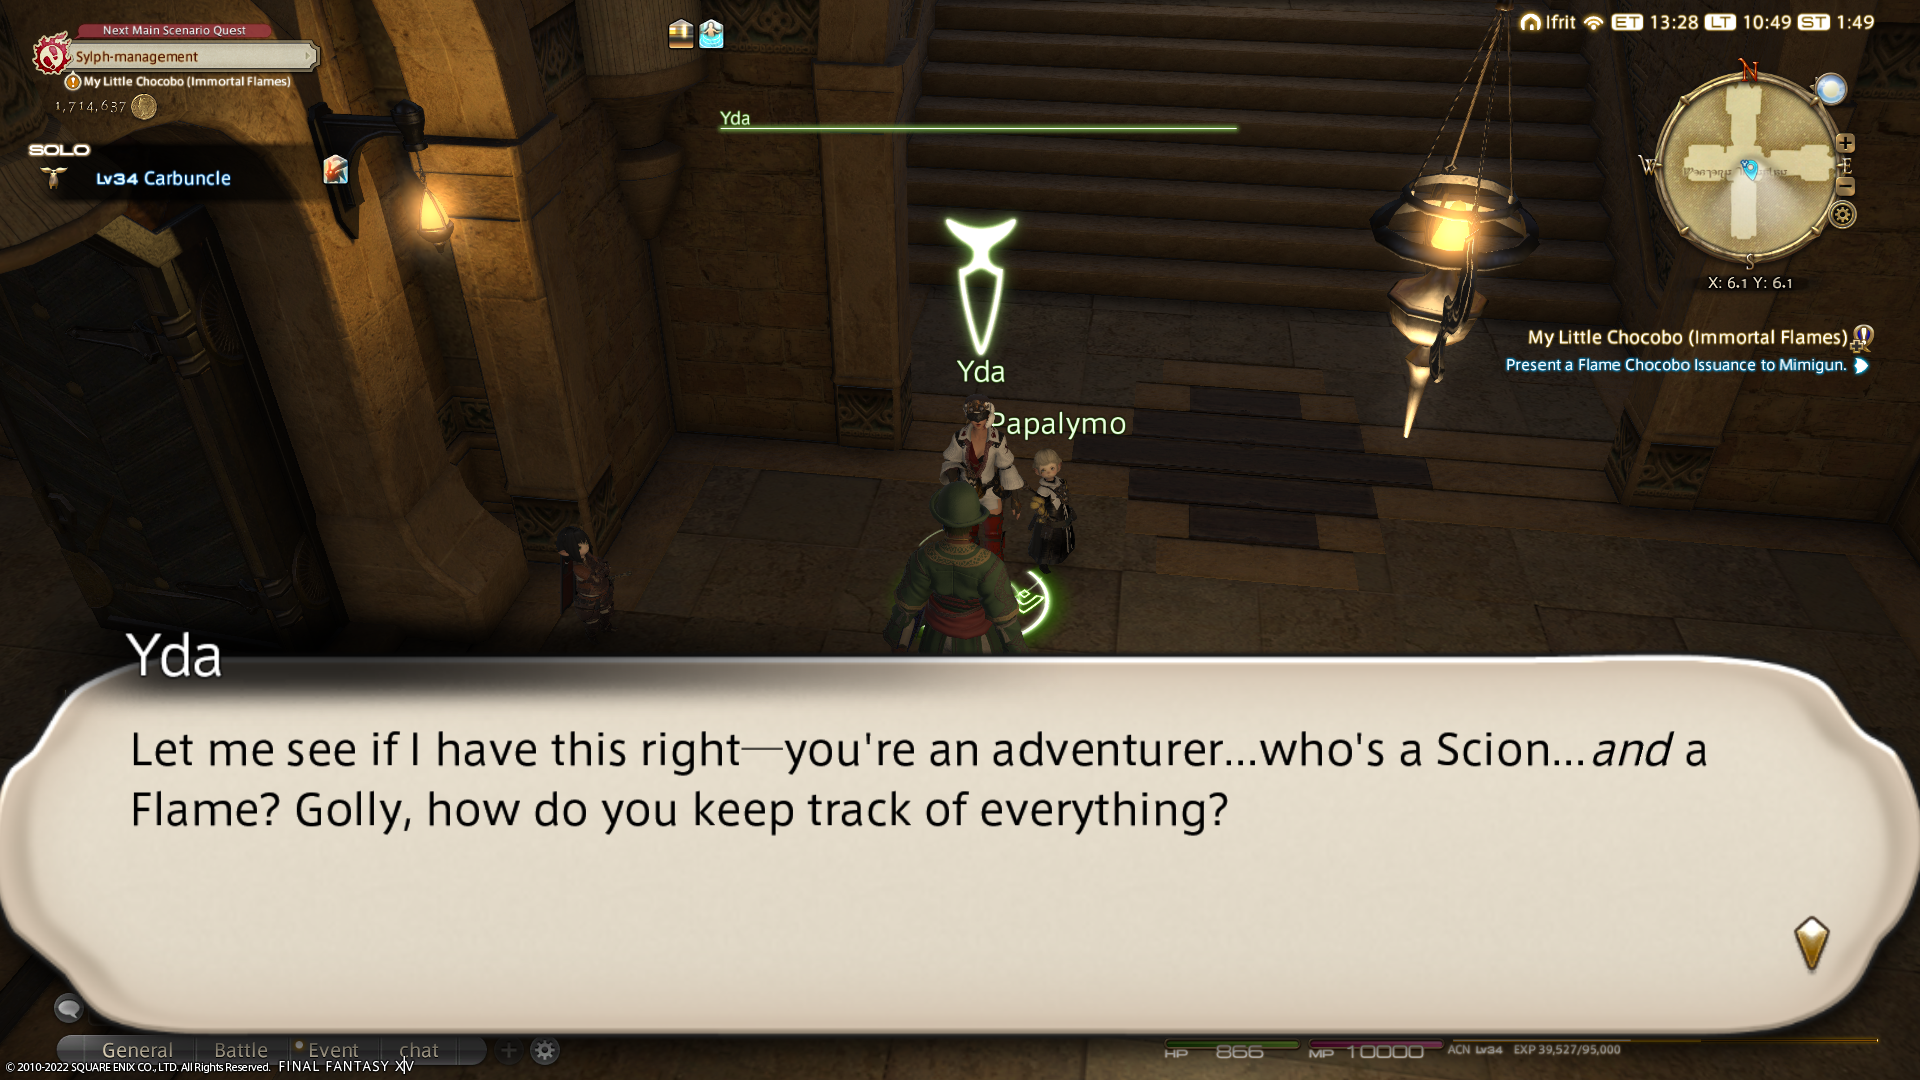 Next Main Scenario Quest
Sylph-management
My Little Chocobo (Immortal Flames)
1,714,637
SOLO
Lv34 Carbuncle
Ifrit ET 13:28 LT 10:49 ST 1:49
N
W
E
S
X: 6.1 Y: 6.1
My Little Chocobo (Immortal Flames)
Present a Flame Chocobo Issuance to Mimigun.
Yda
Yda
Papalymo
Yda
Let me see if I have this right—you're an adventurer...who's a Scion...and a
Flame? Golly, how do you keep track of everything?
General Battle Event chat
HP 866 MP 10000 ACN Lv34 EXP 39,527/95,000
© 2010-2022 SQUARE ENIX CO., LTD. All Rights Reserved. FINAL FANTASY XIV